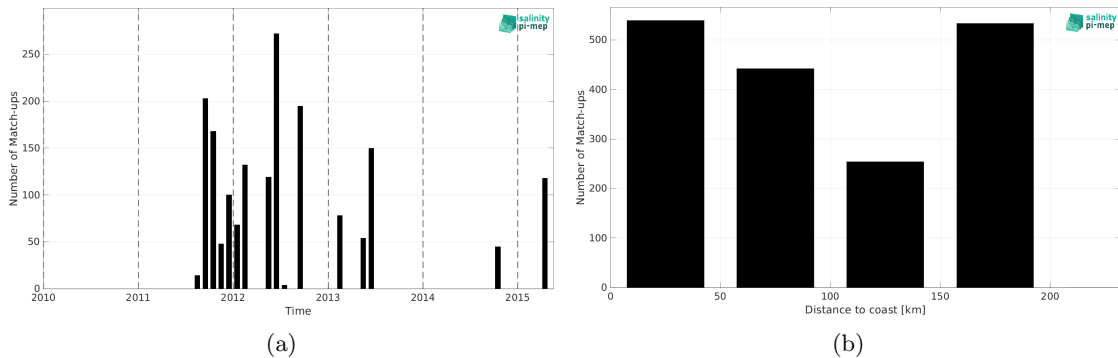 salinity
pi-mep
Number of Match-ups
250
200
150
100
50
0
2010 2011 2012 2013 2014 2015
Time
(a)
salinity
pi-mep
Number of Match-ups
500
400
300
200
100
0
0 50 100 150 200
Distance to coast [km]
(b)